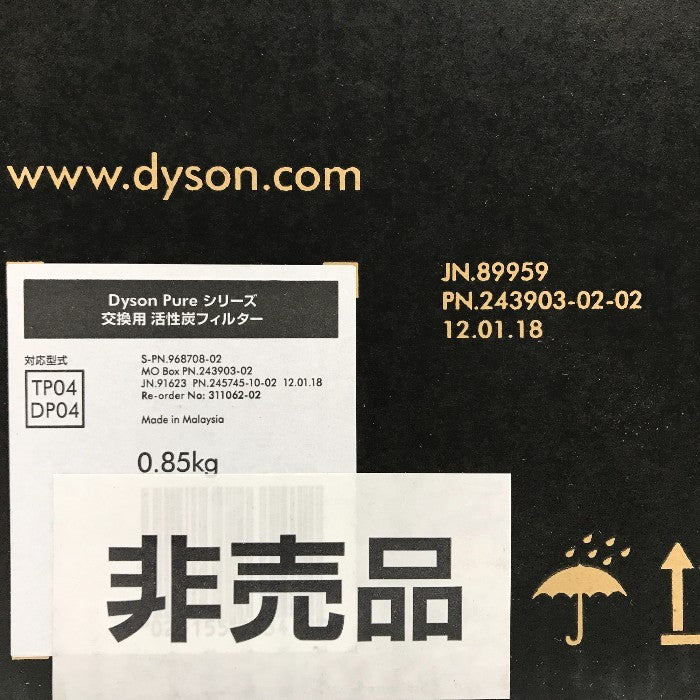 www.dyson.com
JN.89959
PN.243903-02-02
12.01.18
Dyson Pure シリーズ
交換用 活性炭フィルター
対応型式
TP04
DP04
S-PN.968708-02
MO Box PN.243903-02
JN.91623 PN.245745-10-02 12.01.18
Re-order No: 311062-02
Made in Malaysia
0.85kg
非売品